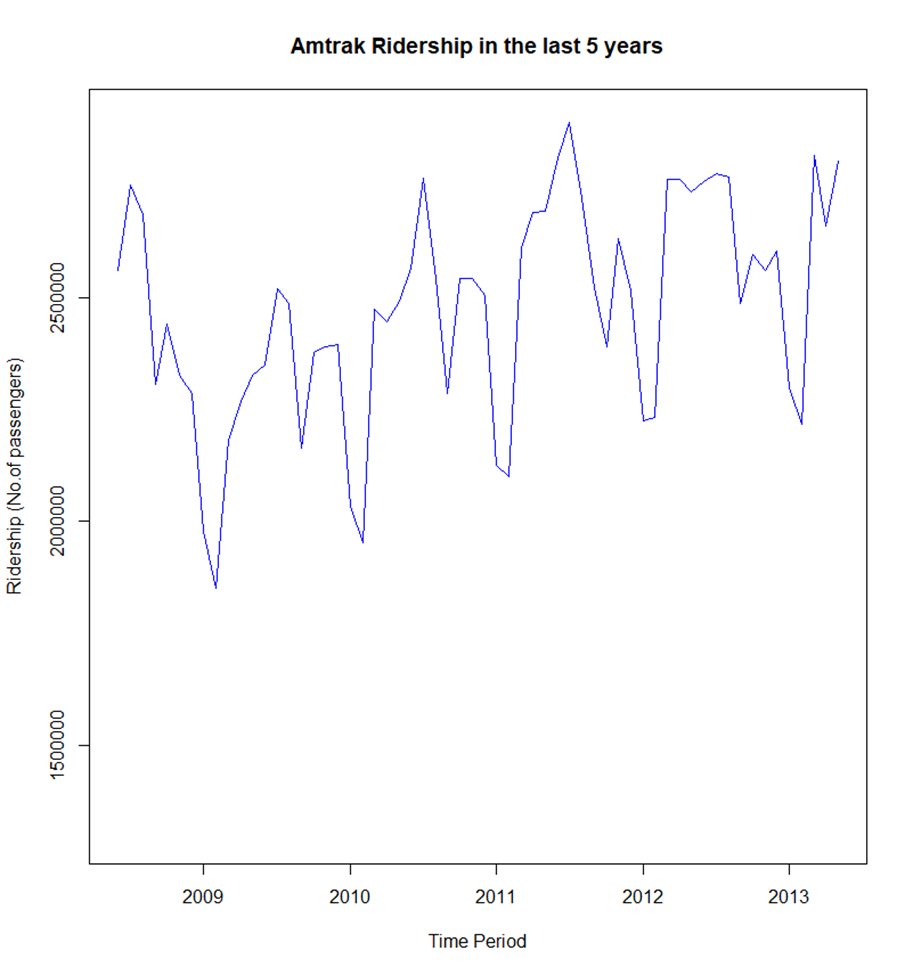 Amtrak Ridership in the last 5 years
Ridership (No.of passengers)
2500000
2000000
1500000
2009
2010
2011
2012
2013
Time Period